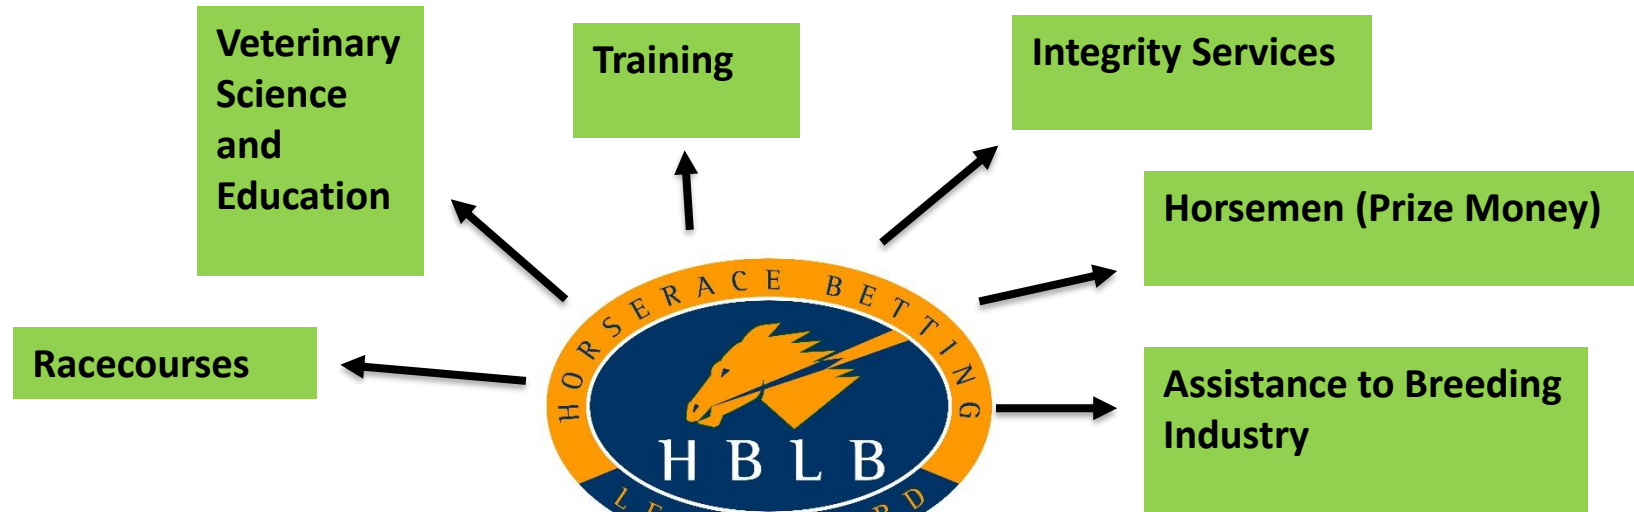 Veterinary
Science
and
Education
Training
Integrity Services
Horsemen (Prize Money)
Racecourses
Assistance to Breeding
Industry
HORSERACE BETTING
HBLB